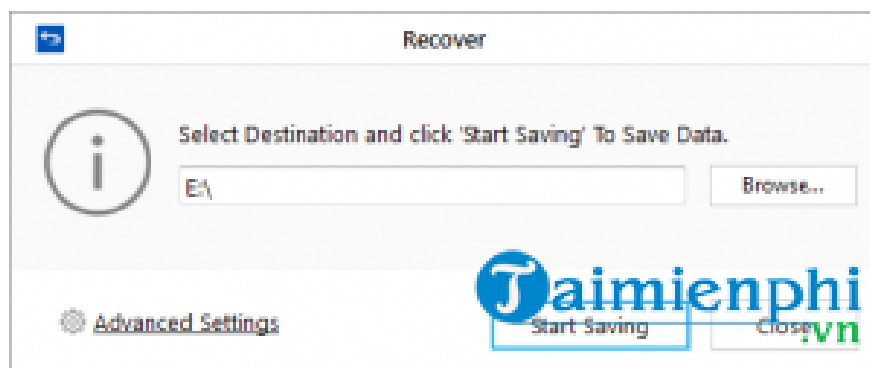 Recover
Select Destination and click 'Start Saving' To Save Data.
E:\
Browse...
Taimienphi
.vn
Advanced Settings
Start Saving
Close